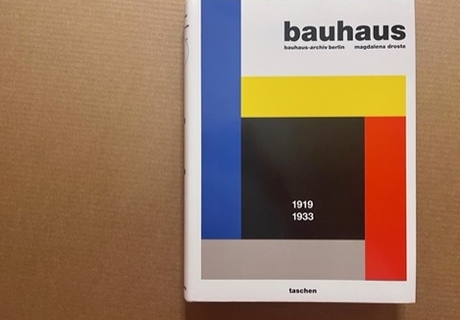 bauhaus
bauhaus-archiv berlin magdalena droste
1919
1933
taschen